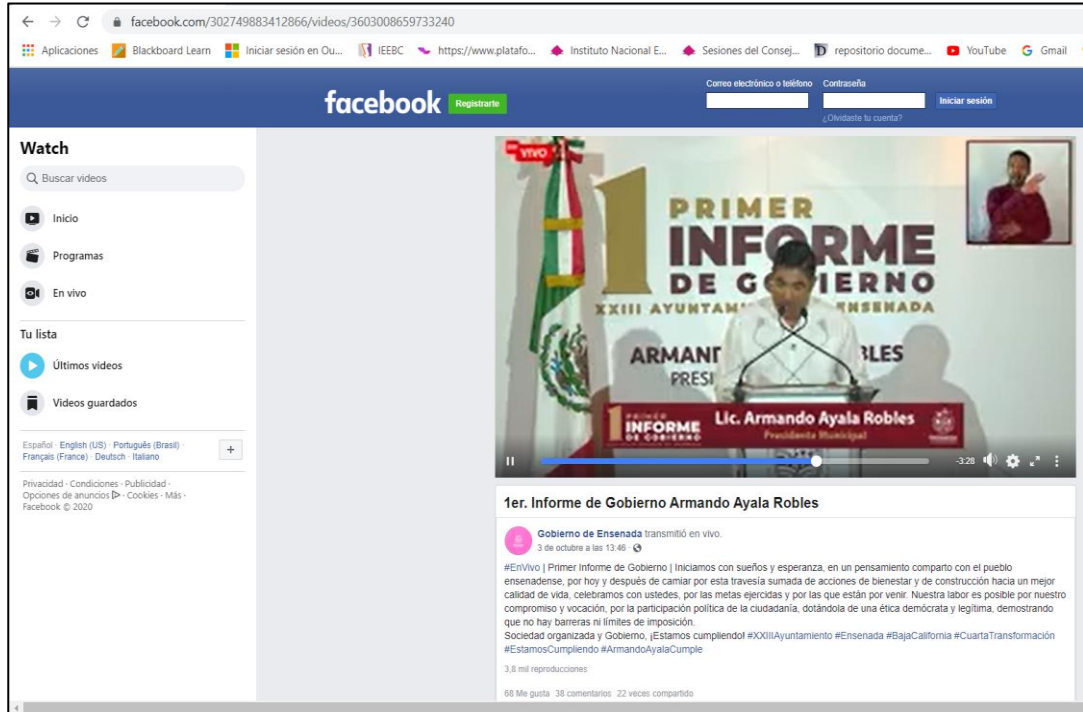 facebook.com/302749883412866/videos/3603008659733240
Aplicaciones Blackboard Learn Iniciar sesión en Ou... IEEBC https://www.platafo... Instituto Nacional E... Sesiones del Consej... repositorio docume... YouTube Gmail
facebook Registrarte
Correo electrónico o teléfono Contraseña
Iniciar sesión
¿Olvidaste tu cuenta?
Watch
Buscar videos
Inicio
Programas
En vivo
Tu lista
Últimos videos
Videos guardados
Español · English (US) · Português (Brasil) ·
Français (France) · Deutsch · Italiano
+
Privacidad · Condiciones · Publicidad ·
Opciones de anuncios · Cookies · Más ·
Facebook © 2020
VIVO
1 PRIMER
INFORME
DE G IERNO
XXIII AYUNTAM ENSENADA
ARMAN BLES
PRESI
1 PRIMER
INFORME
DE GOBIERNO
Lic. Armando Ayala Robles
Presidente Municipal
-3:28
1er. Informe de Gobierno Armando Ayala Robles
Gobierno de Ensenada transmitió en vivo.
3 de octubre a las 13:46 ·
#EnVivo | Primer Informe de Gobierno | Iniciamos con sueños y esperanza, en un pensamiento comparto con el pueblo
ensenadense, por hoy y después de camiar por esta travesía sumada de acciones de bienestar y de construcción hacia un mejor
calidad de vida, celebramos con ustedes, por las metas ejercidas y por las que están por venir. Nuestra labor es posible por nuestro
compromiso y vocación, por la participación política de la ciudadanía, dotándola de una ética demócrata y legítima, demostrando
que no hay barreras ni límites de imposición.
Sociedad organizada y Gobierno, ¡Estamos cumpliendo! #XXIIIAyuntamiento #Ensenada #BajaCalifornia #CuartaTransformación
#EstamosCumpliendo #ArmandoAyalaCumple
3,8 mil reproducciones
68 Me gusta 38 comentarios 22 veces compartido